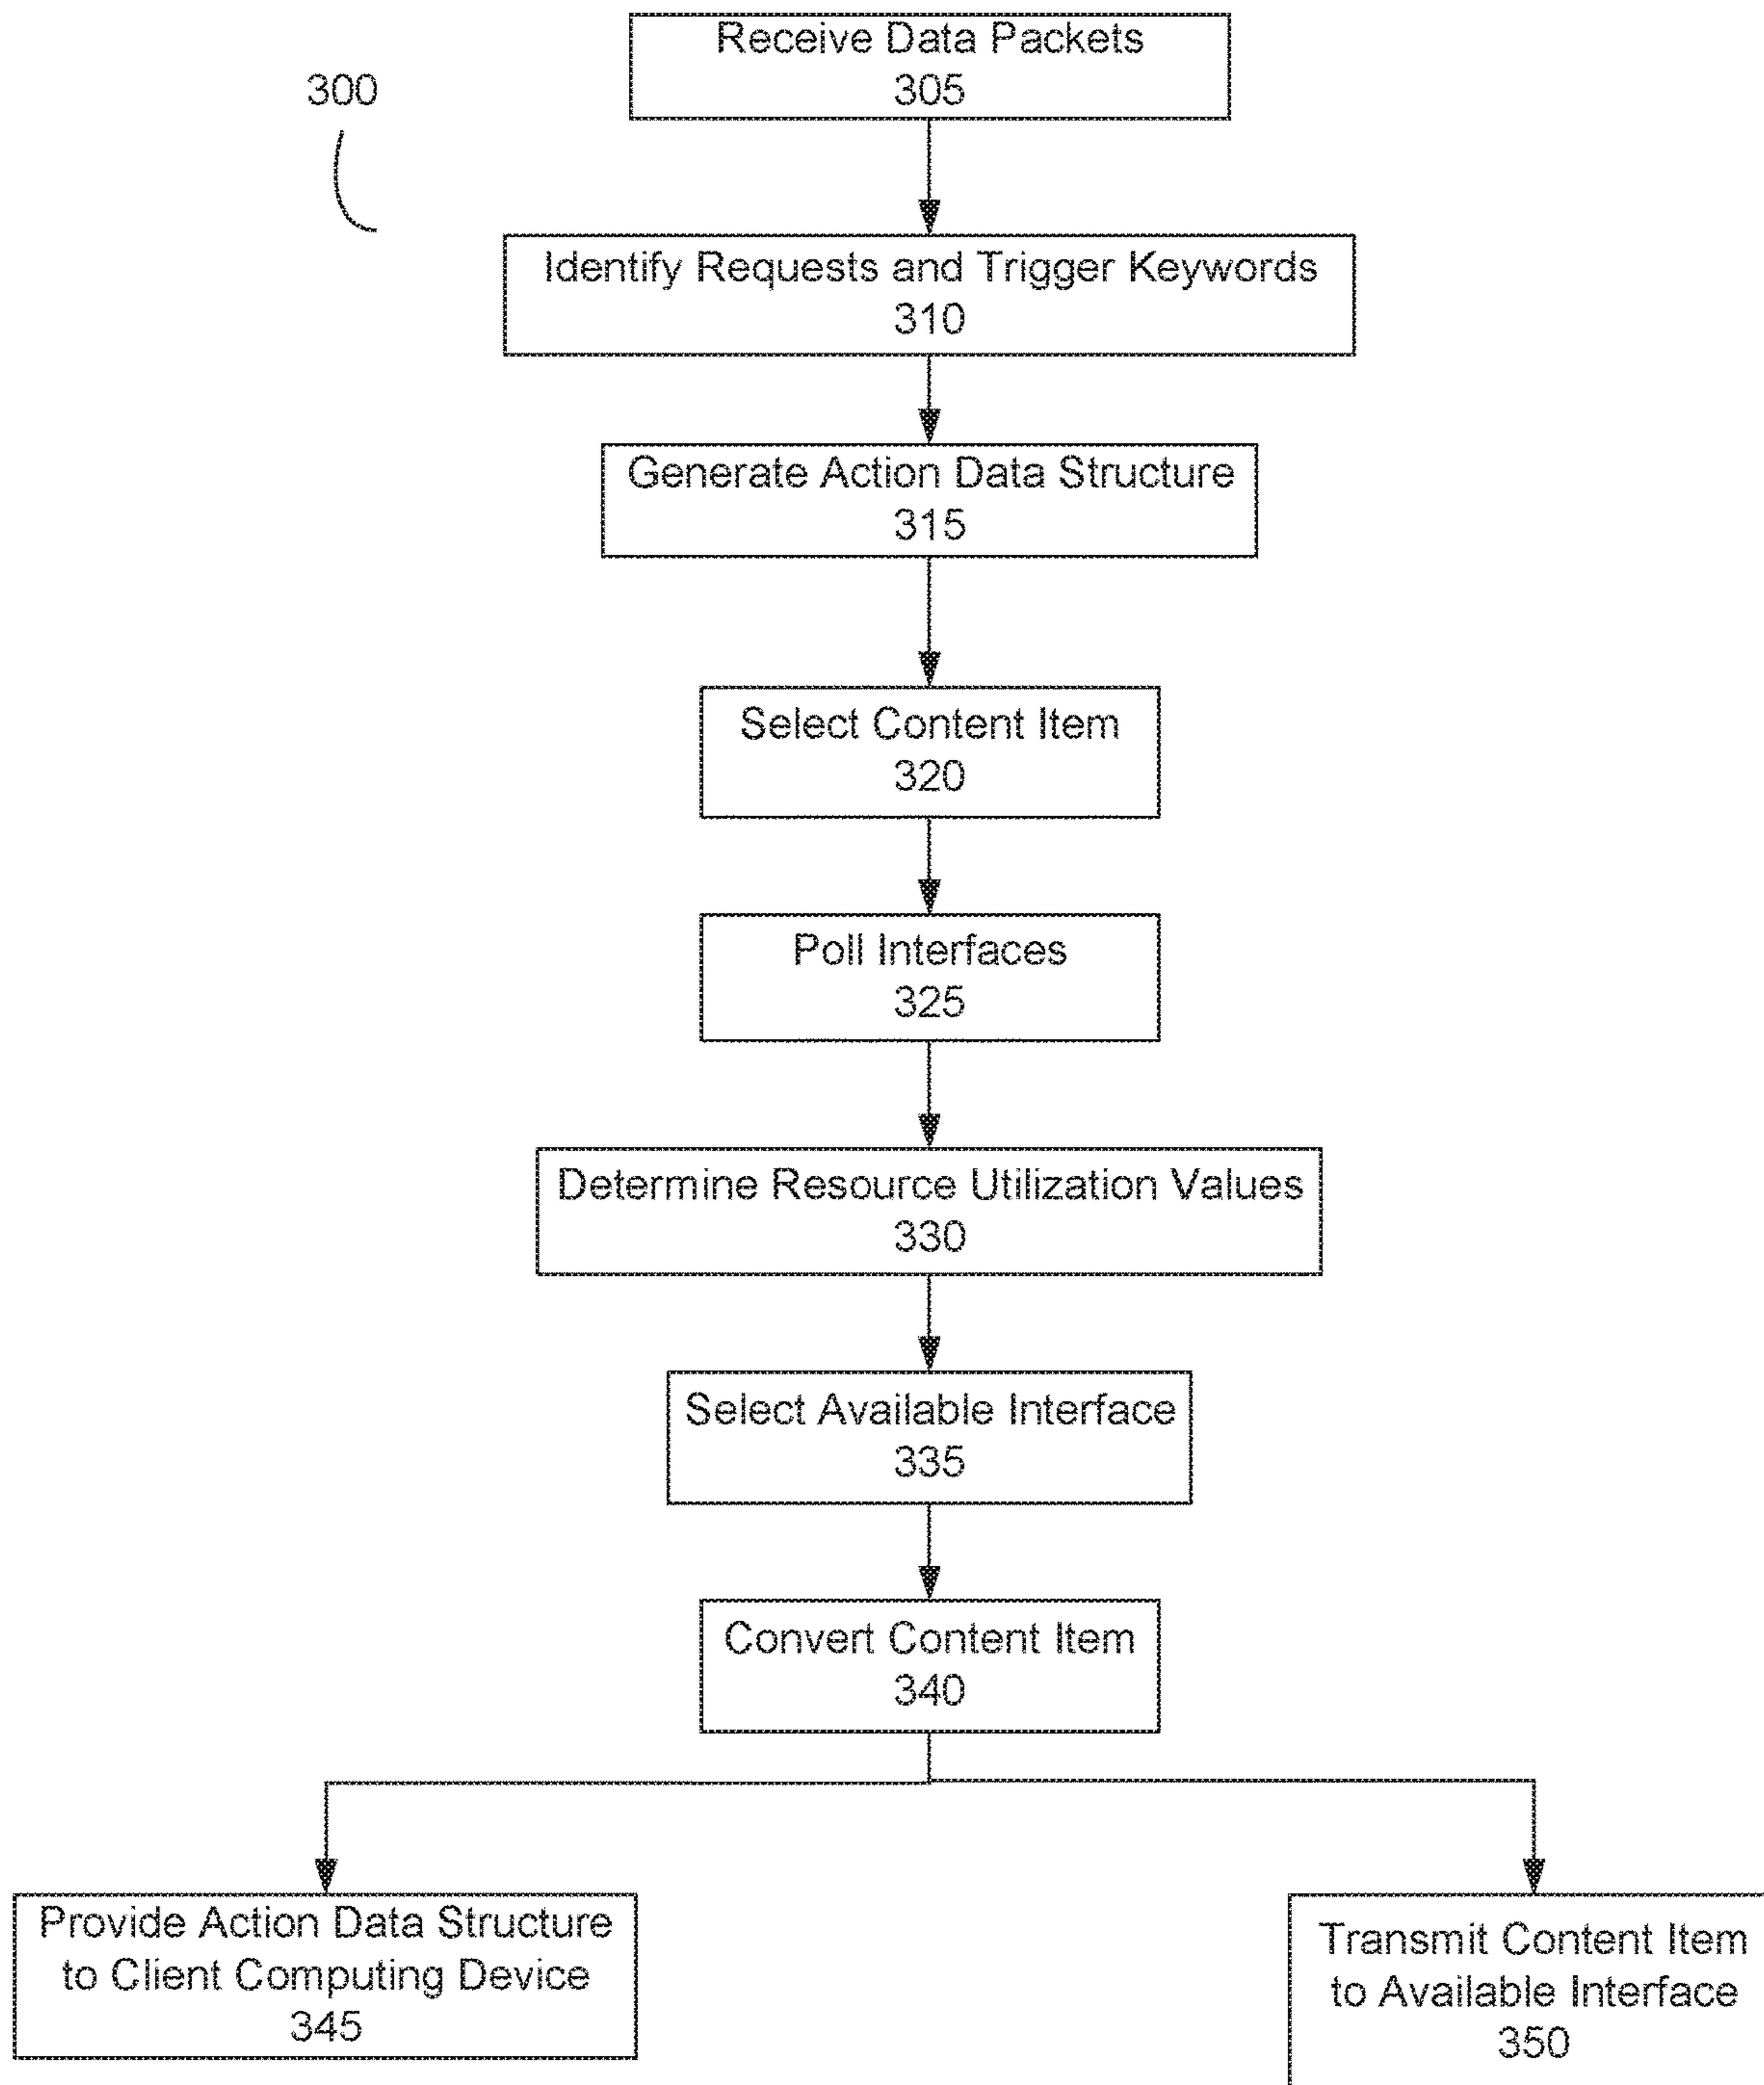 Receive Data Packets
305
300
Identify Requests and Trigger Keywords
310
Generate Action Data Structure
315
Select Content Item
320
Poll Interfaces
325
Determine Resource Utilization Values
330
Select Available Interface
335
Convert Content Item
340
Provide Action Data Structure
to Client Computing Device
345
Transmit Content Item
to Available Interface
350